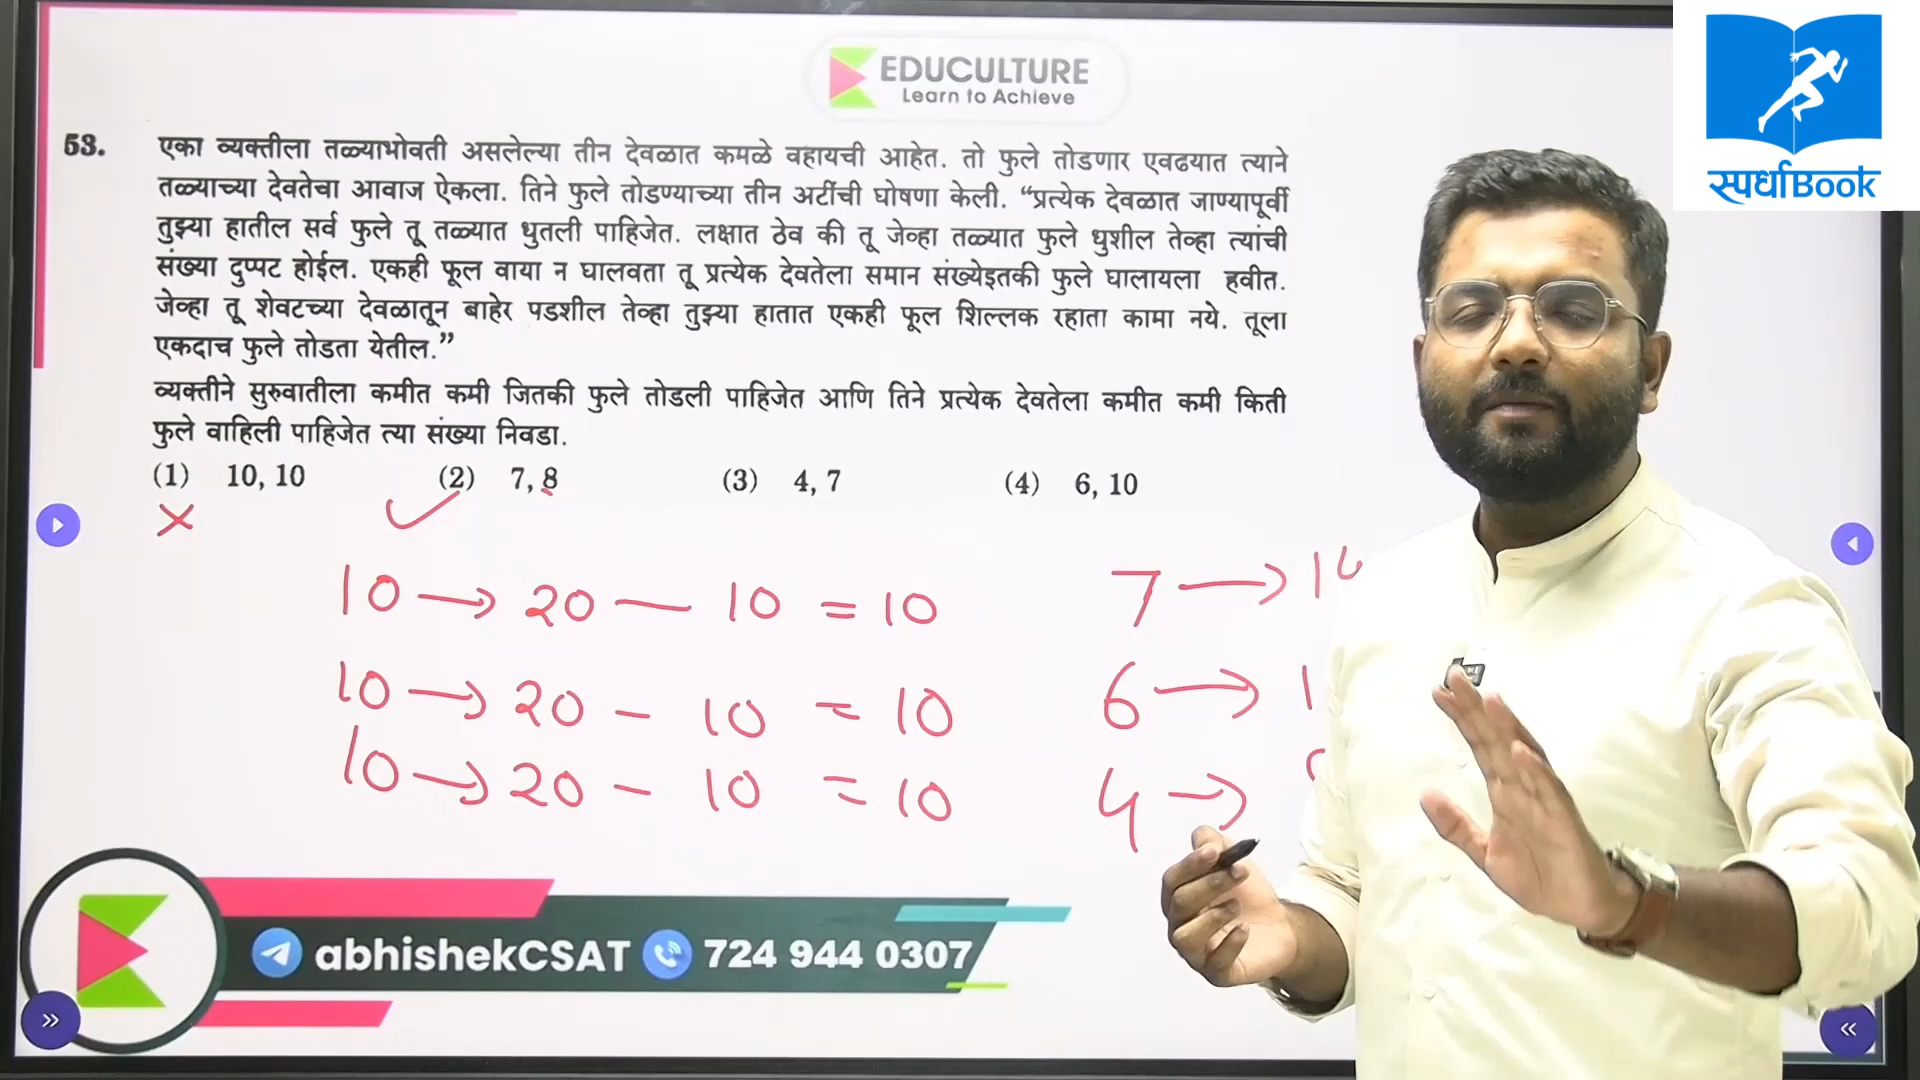 EDUCULTURE
Learn to Achieve
स्पर्धाBook
53. एका व्यक्तीला तळ्याभोवती असलेल्या तीन देवळात कमळे वहायची आहेत. तो फुले तोडणार एवढयात त्याने
तळ्याच्या देवतेचा आवाज ऐकला. तिने फुले तोडण्याच्या तीन अटींची घोषणा केली. “प्रत्येक देवळात जाण्यापूर्वी
तुझ्या हातील सर्व फुले तू तळ्यात धुतली पाहिजेत. लक्षात ठेव की तू जेव्हा तळ्यात फुले धुशील तेव्हा त्यांची
संख्या दुप्पट होईल. एकही फूल वाया न घालवता तू प्रत्येक देवतेला समान संख्येइतकी फुले घालायला हवीत.
जेव्हा तू शेवटच्या देवळातून बाहेर पडशील तेव्हा तुझ्या हातात एकही फूल शिल्लक रहाता कामा नये. तूला
एकदाच फुले तोडता येतील.”
व्यक्तीने सुरुवातीला कमीत कमी जितकी फुले तोडली पाहिजेत आणि तिने प्रत्येक देवतेला कमीत कमी किती
फुले वाहिली पाहिजेत त्या संख्या निवडा.
(1) 10, 10 (2) 7, 8 (3) 4, 7 (4) 6, 10
10 → 20 — 10 = 10 7 → 14
10 → 20 - 10 = 10 6 → 1
10 → 20 - 10 = 10 4 →
abhishekCSAT 724 944 0307